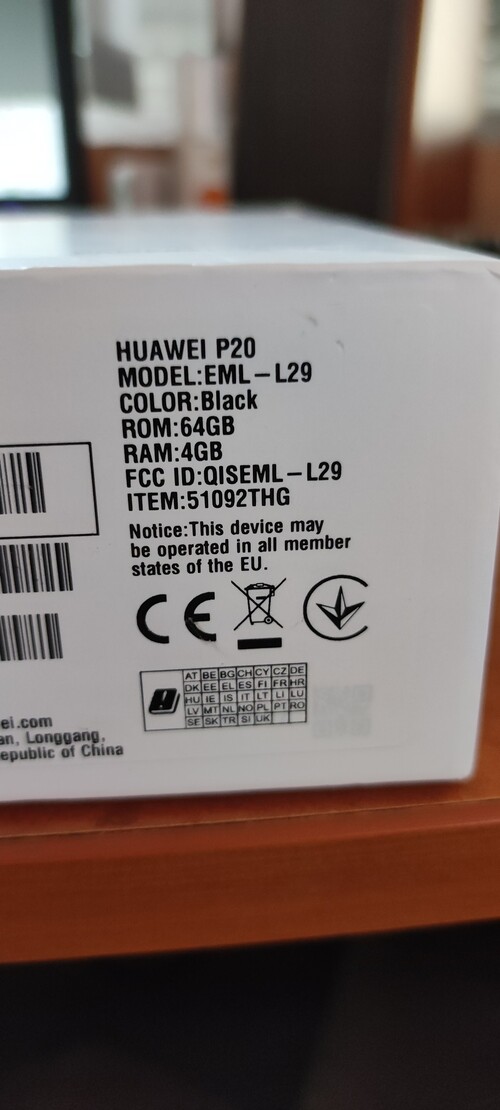 HUAWEI P20
MODEL:EML-L29
COLOR:Black
ROM:64GB
RAM:4GB
FCC ID:QISEML-L29
ITEM:51092THG
Notice:This device may
be operated in all member
states of the EU.
CE
AT BE BG CH CY CZ DE
DK EE EL ES FI FR HR
HU IE IS IT LT LI LU
LV MT NL NO PL PT RO
SE SK TR SI UK
ei.com
an, Longgang,
epublic of China